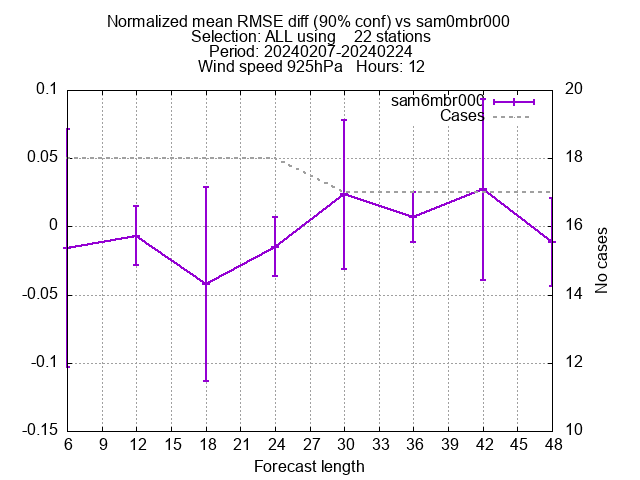 Normalized mean RMSE diff (90% conf) vs sam0mbr000
Selection: ALL using    22 stations
Period: 20240207-20240224
Wind speed 925hPa   Hours: 12
sam6mbr000
Cases
0.1
0.05
0
-0.05
-0.1
-0.15
20
18
16
14
12
10
No cases
6 9 12 15 18 21 24 27 30 33 36 39 42 45 48
Forecast length